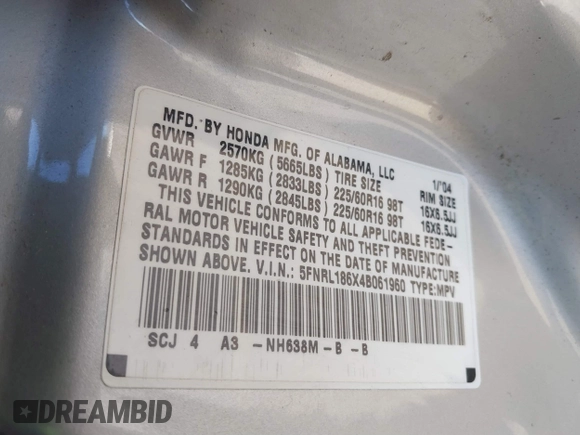 MFD. BY HONDA MFG. OF ALABAMA, LLC 1/'04
GVWR 2570KG (5665LBS) TIRE SIZE RIM SIZE
GAWR F 1285KG (2833LBS) 225/60R16 98T 16X6.5JJ
GAWR R 1290KG (2845LBS) 225/60R16 98T 16X6.5JJ
THIS VEHICLE CONFORMS TO ALL APPLICABLE FEDE-
RAL MOTOR VEHICLE SAFETY AND THEFT PREVENTION
STANDARDS IN EFFECT ON THE DATE OF MANUFACTURE
SHOWN ABOVE. V.I.N.: 5FNRL186X4B061960 TYPE:MPV
SCJ 4 A3 -NH638M-B -B
DREAMBID